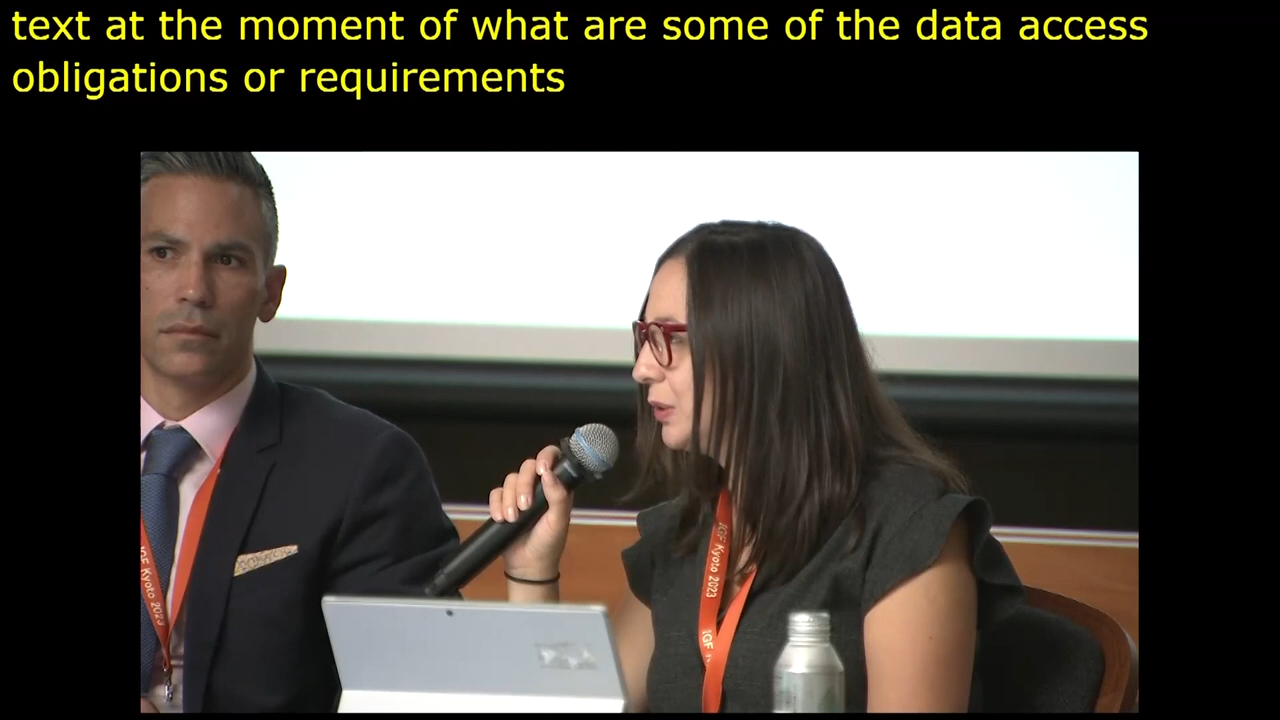 text at the moment of what are some of the data access
obligations or requirements
IGF Kyoto 2023
IGF Kyoto 2023
IGF